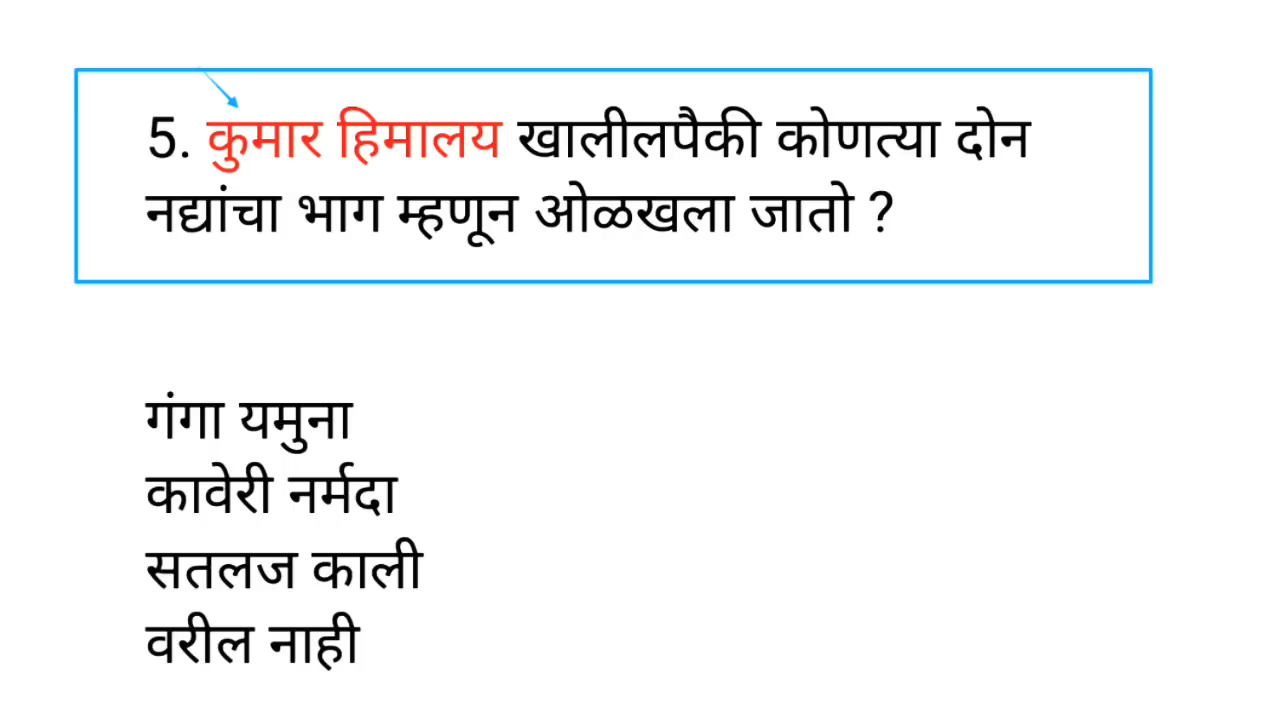 5. कुमार हिमालय खालीलपैकी कोणत्या दोन
नद्यांचा भाग म्हणून ओळखला जातो ?
गंगा यमुना
कावेरी नर्मदा
सतलज काली
वरील नाही